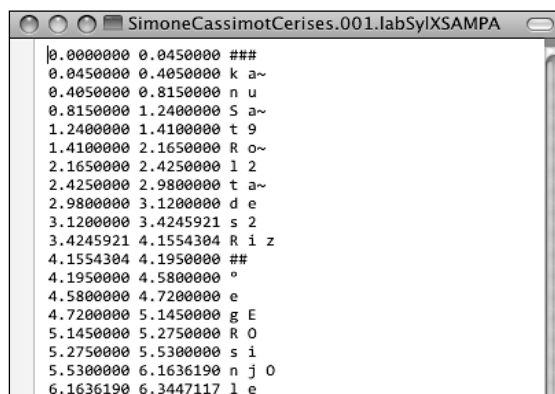 SimoneCassimotCerises.001.labSylXSAMPA
0.0000000 0.0450000 ###
0.0450000 0.4050000 k a~
0.4050000 0.8150000 n u
0.8150000 1.2400000 S a~
1.2400000 1.4100000 t 9
1.4100000 2.1650000 R o~
2.1650000 2.4250000 l 2
2.4250000 2.9800000 t a~
2.9800000 3.1200000 d e
3.1200000 3.4245921 s 2
3.4245921 4.1554304 R i z
4.1554304 4.1950000 ##
4.1950000 4.5800000 °
4.5800000 4.7200000 e
4.7200000 5.1450000 g E
5.1450000 5.2750000 R O
5.2750000 5.5300000 s i
5.5300000 6.1636190 n j O
6.1636190 6.3447117 l e